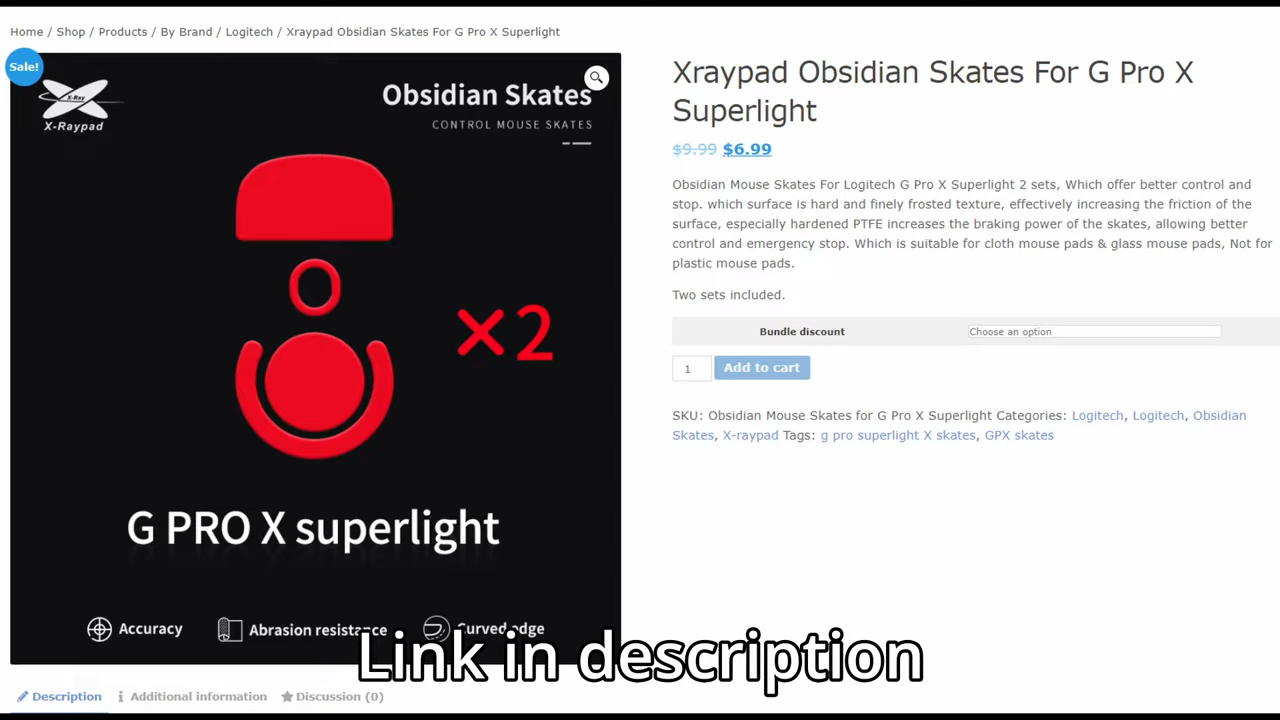 Home / Shop / Products / By Brand / Logitech / Xraypad Obsidian Skates For G Pro X Superlight
Sale!
X-Ray
X-Raypad
Obsidian Skates
CONTROL MOUSE SKATES
×2
G PRO X superlight
Accuracy
Abrasion resistance
Curved edge
Xraypad Obsidian Skates For G Pro X
Superlight
$9.99 $6.99
Obsidian Mouse Skates For Logitech G Pro X Superlight 2 sets, Which offer better control and
stop. which surface is hard and finely frosted texture, effectively increasing the friction of the
surface, especially hardened PTFE increases the braking power of the skates, allowing better
control and emergency stop. Which is suitable for cloth mouse pads & glass mouse pads, Not for
plastic mouse pads.
Two sets included.
Bundle discount
Choose an option
1
Add to cart
SKU: Obsidian Mouse Skates for G Pro X Superlight Categories: Logitech, Logitech, Obsidian
Skates, X-raypad Tags: g pro superlight X skates, GPX skates
Link in description
Description
Additional information
Discussion (0)